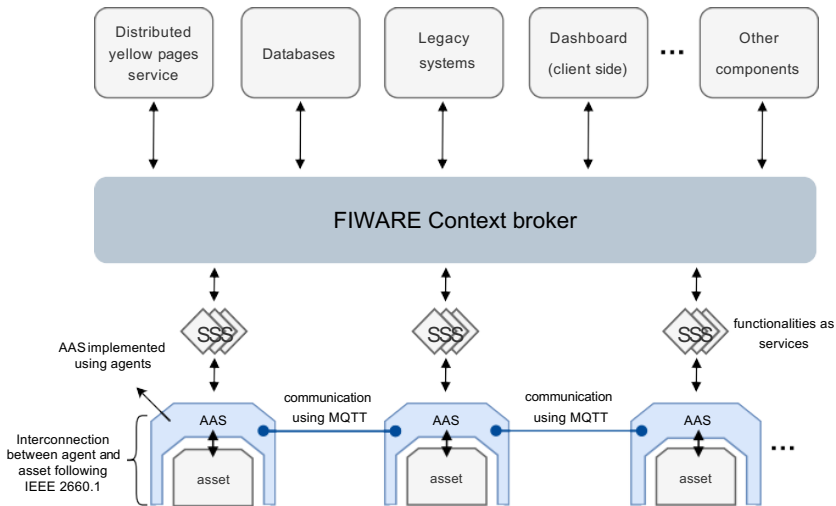 Distributed
yellow pages
service
Databases
Legacy
systems
Dashboard
(client side)
...
Other
components
FIWARE Context broker
SSS
SSS
SSS
functionalities as
services
AAS implemented
using agents
communication
using MQTT
communication
using MQTT
AAS
AAS
AAS
Interconnection
between agent and
asset following
IEEE 2660.1
asset
asset
asset
...